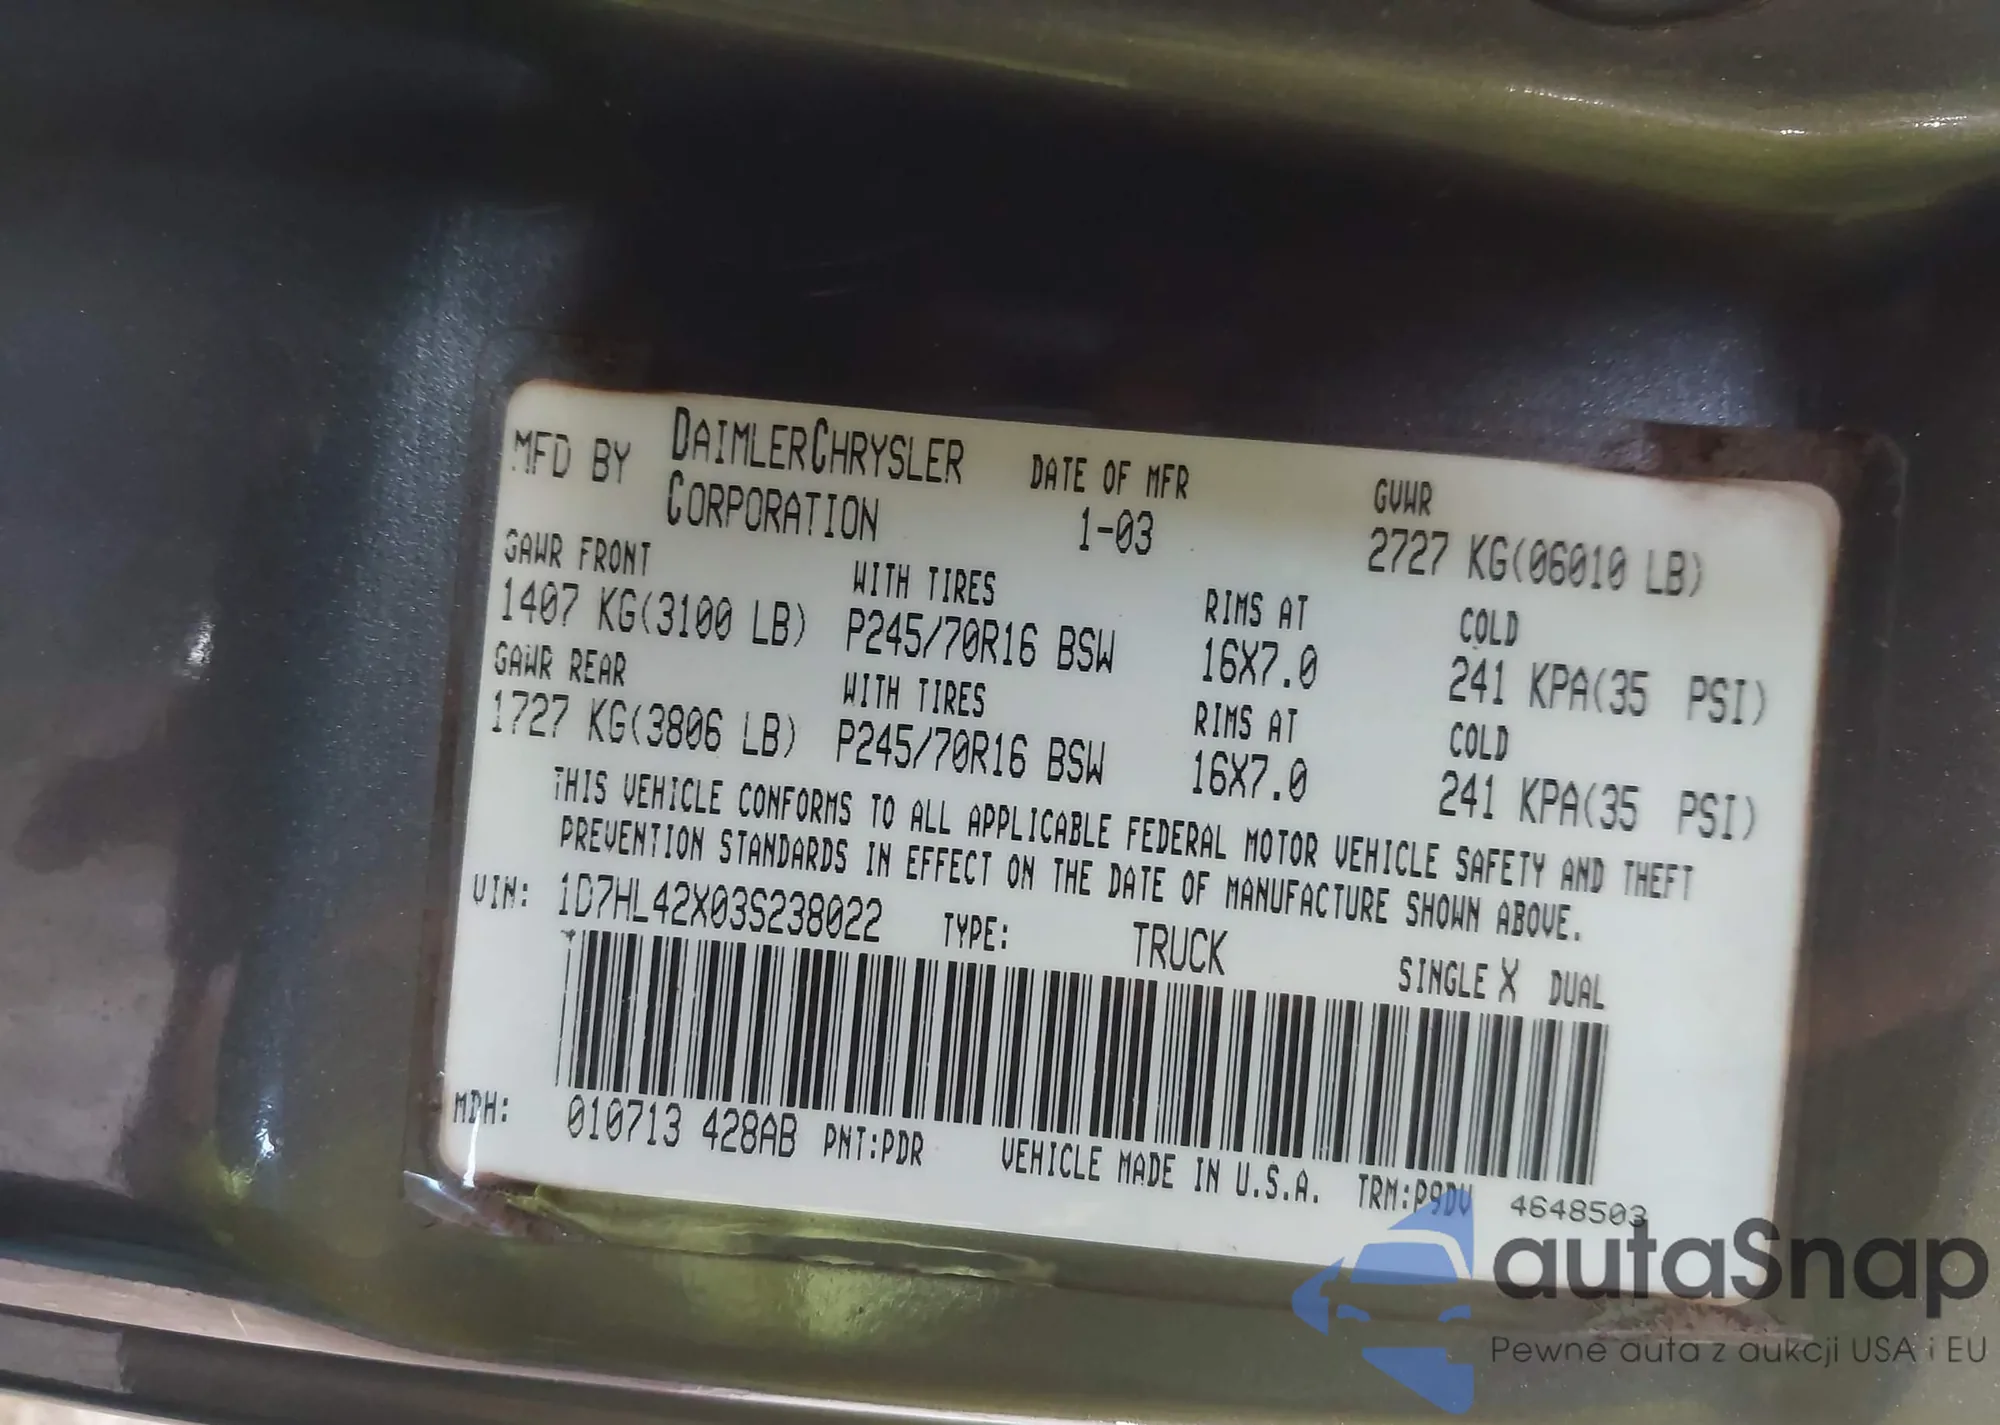 MFD BY DAIMLERCHRYSLER CORPORATION DATE OF MFR 1-03 GVWR 2727 KG(06010 LB)
GAWR FRONT WITH TIRES RIMS AT COLD
1407 KG(3100 LB) P245/70R16 BSW 16X7.0 241 KPA(35 PSI)
GAWR REAR WITH TIRES RIMS AT COLD
1727 KG(3806 LB) P245/70R16 BSW 16X7.0 241 KPA(35 PSI)
THIS VEHICLE CONFORMS TO ALL APPLICABLE FEDERAL MOTOR VEHICLE SAFETY AND THEFT
PREVENTION STANDARDS IN EFFECT ON THE DATE OF MANUFACTURE SHOWN ABOVE.
VIN: 1D7HL42X03S238022 TYPE: TRUCK SINGLE X DUAL
MDH: 010713 428AB PNT:PDR VEHICLE MADE IN U.S.A. TRM:P9DV 4648503
autaSnap
Pewne auta z aukcji USA i EU